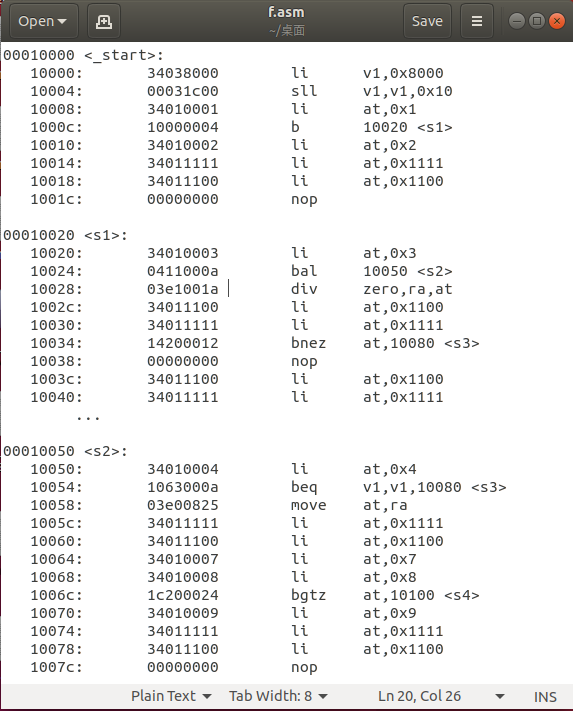 Open
f.asm
~/桌面
Save
00010000 <_start>:
10000: 34038000 li v1,0x8000
10004: 00031c00 sll v1,v1,0x10
10008: 34010001 li at,0x1
1000c: 10000004 b 10020 <s1>
10010: 34010002 li at,0x2
10014: 34011111 li at,0x1111
10018: 34011100 li at,0x1100
1001c: 00000000 nop
00010020 <s1>:
10020: 34010003 li at,0x3
10024: 0411000a bal 10050 <s2>
10028: 03e1001a div zero,ra,at
1002c: 34011100 li at,0x1100
10030: 34011111 li at,0x1111
10034: 14200012 bnez at,10080 <s3>
10038: 00000000 nop
1003c: 34011100 li at,0x1100
10040: 34011111 li at,0x1111
...
00010050 <s2>:
10050: 34010004 li at,0x4
10054: 1063000a beq v1,v1,10080 <s3>
10058: 03e00825 move at,ra
1005c: 34011111 li at,0x1111
10060: 34011100 li at,0x1100
10064: 34010007 li at,0x7
10068: 34010008 li at,0x8
1006c: 1c200024 bgtz at,10100 <s4>
10070: 34010009 li at,0x9
10074: 34011111 li at,0x1111
10078: 34011100 li at,0x1100
1007c: 00000000 nop
Plain Text Tab Width: 8 Ln 20, Col 26 INS